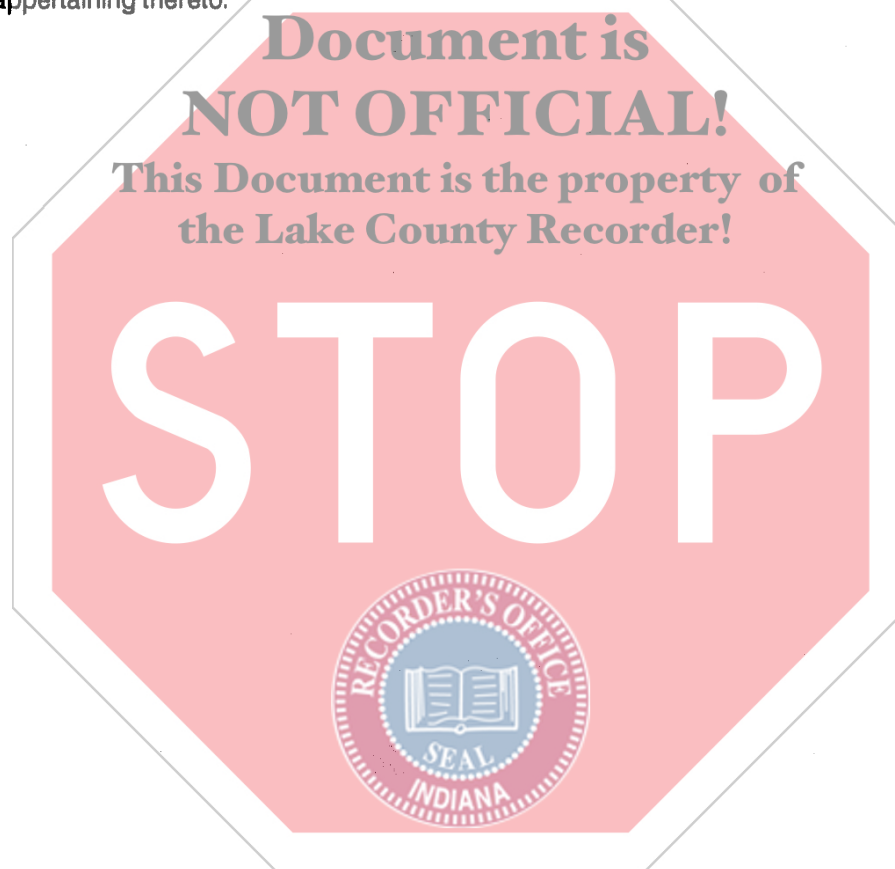 appertaining thereto.
Document is
NOT OFFICIAL!
This Document is the property of
the Lake County Recorder!
STOP
RECORDER'S OFFICE
SEAL
INDIANA